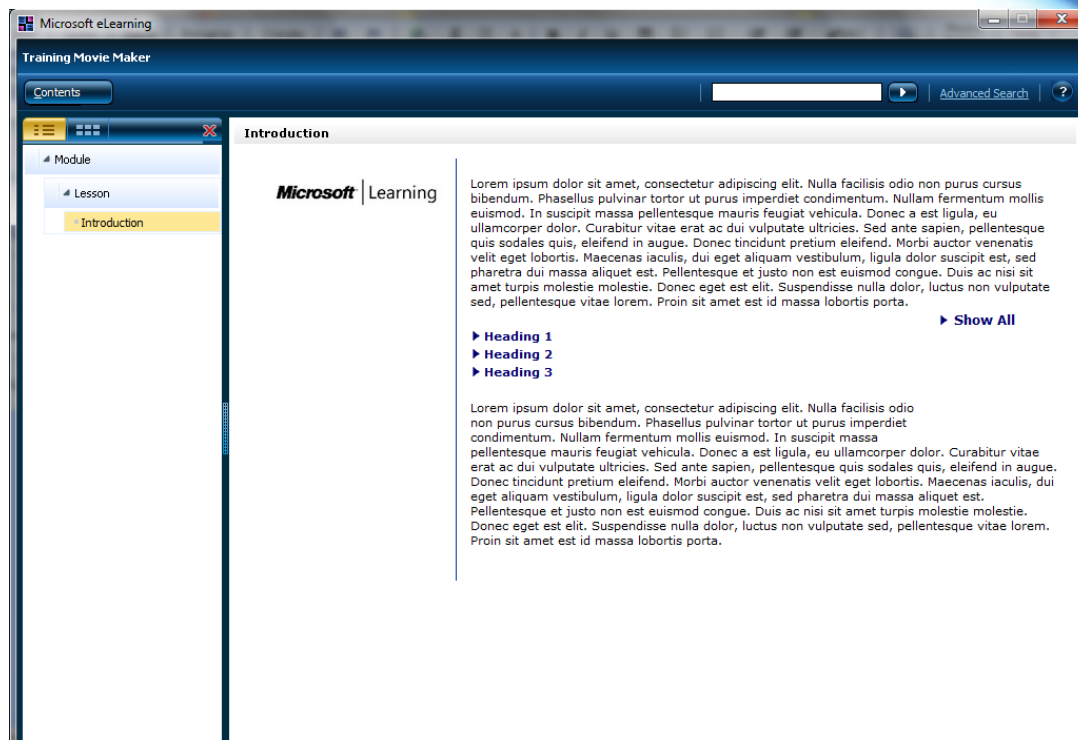 Microsoft eLearning
Training Movie Maker
Contents
Advanced Search
?
Module
Lesson
Introduction
Introduction
Microsoft Learning
Lorem ipsum dolor sit amet, consectetur adipiscing elit. Nulla facilisis odio non purus cursus
bibendum. Phasellus pulvinar tortor ut purus imperdiet condimentum. Nullam fermentum mollis
euismod. In suscipit massa pellentesque mauris feugiat vehicula. Donec a est ligula, eu
ullamcorper dolor. Curabitur vitae erat ac dui vulputate ultricies. Sed ante sapien, pellentesque
quis sodales quis, eleifend in augue. Donec tincidunt pretium eleifend. Morbi auctor venenatis
velit eget lobortis. Maecenas iaculis, dui eget aliquam vestibulum, ligula dolor suscipit est, sed
pharetra dui massa aliquet est. Pellentesque et justo non est euismod congue. Duis ac nisi sit
amet turpis molestie molestie. Donec eget est elit. Suspendisse nulla dolor, luctus non vulputate
sed, pellentesque vitae lorem. Proin sit amet est id massa lobortis porta.
Show All
Heading 1
Heading 2
Heading 3
Lorem ipsum dolor sit amet, consectetur adipiscing elit. Nulla facilisis odio
non purus cursus bibendum. Phasellus pulvinar tortor ut purus imperdiet
condimentum. Nullam fermentum mollis euismod. In suscipit massa
pellentesque mauris feugiat vehicula. Donec a est ligula, eu ullamcorper dolor. Curabitur vitae
erat ac dui vulputate ultricies. Sed ante sapien, pellentesque quis sodales quis, eleifend in augue.
Donec tincidunt pretium eleifend. Morbi auctor venenatis velit eget lobortis. Maecenas iaculis, dui
eget aliquam vestibulum, ligula dolor suscipit est, sed pharetra dui massa aliquet est.
Pellentesque et justo non est euismod congue. Duis ac nisi sit amet turpis molestie molestie.
Donec eget est elit. Suspendisse nulla dolor, luctus non vulputate sed, pellentesque vitae lorem.
Proin sit amet est id massa lobortis porta.